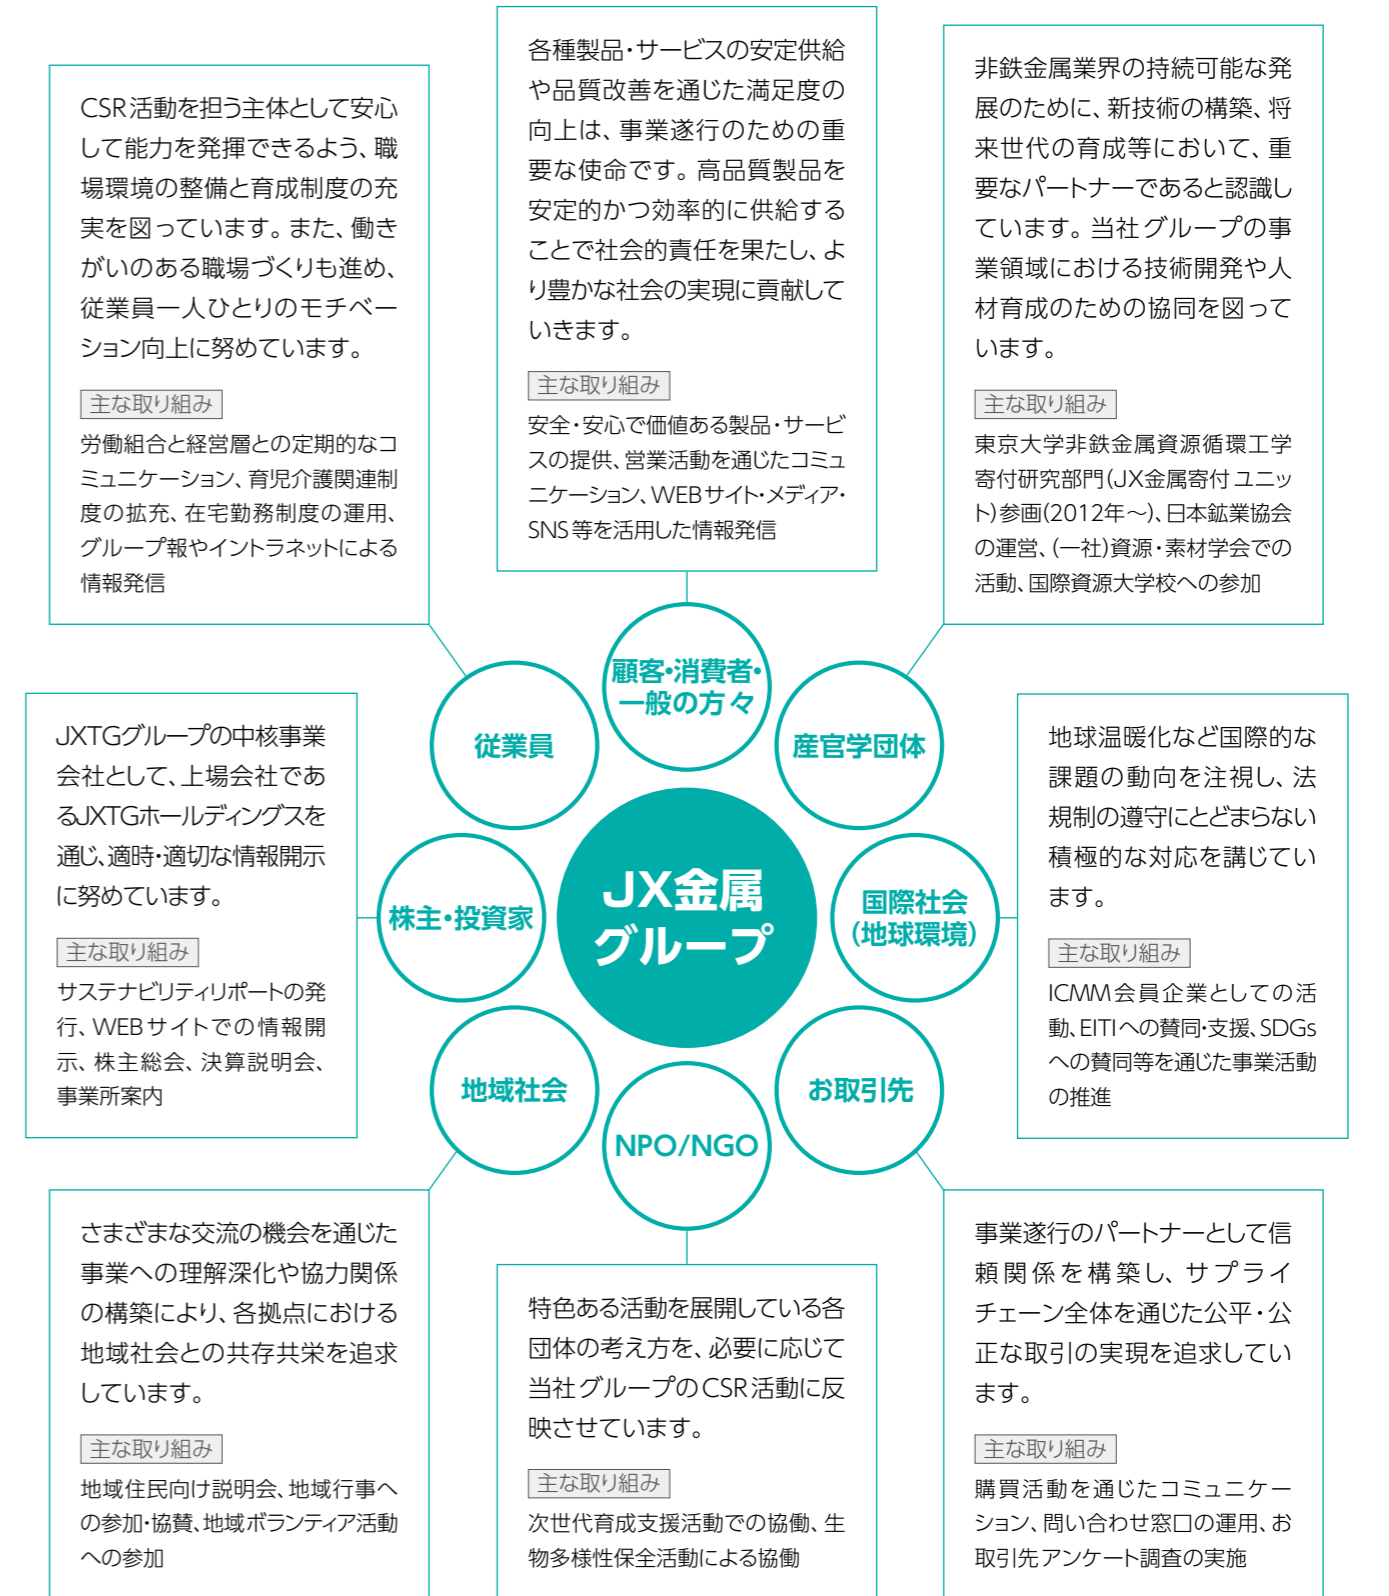 各種製品・サービスの安定供給
や品質改善を通じた満足度の
向上は、事業遂行のための重
要な使命です。高品質製品を
安定的かつ効率的に供給する
ことで社会的責任を果たし、よ
り豊かな社会の実現に貢献して
いきます。
主な取り組み
安全・安心で価値ある製品・サービ
スの提供、営業活動を通じたコミュ
ニケーション、WEBサイト・メディア・
SNS等を活用した情報発信
CSR活動を担う主体として安心
して能力を発揮できるよう、職
場環境の整備と育成制度の充
実を図っています。また、働き
がいのある職場づくりも進め、
従業員一人ひとりのモチベー
ション向上に努めています。
主な取り組み
労働組合と経営層との定期的なコ
ミュニケーション、育児介護関連制
度の拡充、在宅勤務制度の運用、
グループ報やイントラネットによる
情報発信
非鉄金属業界の持続可能な発
展のために、新技術の構築、将
来世代の育成等において、重
要なパートナーであると認識し
ています。当社グループの事
業領域における技術開発や人
材育成のための協同を図って
います。
主な取り組み
東京大学非鉄金属資源循環工学
寄付研究部門(JX金属寄付ユニッ
ト)参画(2012年～)、日本鉱業協会
の運営、(一社)資源・素材学会での
活動、国際資源大学校への参加
顧客・消費者・
一般の方々
従業員
産官学団体
JXTGグループの中核事業
会社として、上場会社であ
るJXTGホールディングスを
通じ、適時・適切な情報開示
に努めています。
主な取り組み
サステナビリティリポートの発
行、WEBサイトでの情報開
示、株主総会、決算説明会、
事業所案内
株主・投資家
JX金属
グループ
国際社会
(地球環境)
地球温暖化など国際的な
課題の動向を注視し、法
規制の遵守にとどまらない
積極的な対応を講じてい
ます。
主な取り組み
ICMM会員企業としての活
動、EITIへの賛同・支援、SDGs
への賛同等を通じた事業活動
の推進
地域社会
お取引先
NPO/NGO
さまざまな交流の機会を通じた
事業への理解深化や協力関係
の構築により、各拠点における
地域社会との共存共栄を追求
しています。
主な取り組み
地域住民向け説明会、地域行事へ
の参加・協賛、地域ボランティア活動
への参加
特色ある活動を展開している各
団体の考え方を、必要に応じて
当社グループのCSR活動に反
映させています。
主な取り組み
次世代育成支援活動での協働、生
物多様性保全活動による協働
事業遂行のパートナーとして信
頼関係を構築し、サプライ
チェーン全体を通じた公平・公
正な取引の実現を追求してい
ます。
主な取り組み
購買活動を通じたコミュニケー
ション、問い合わせ窓口の運用、お
取引先アンケート調査の実施